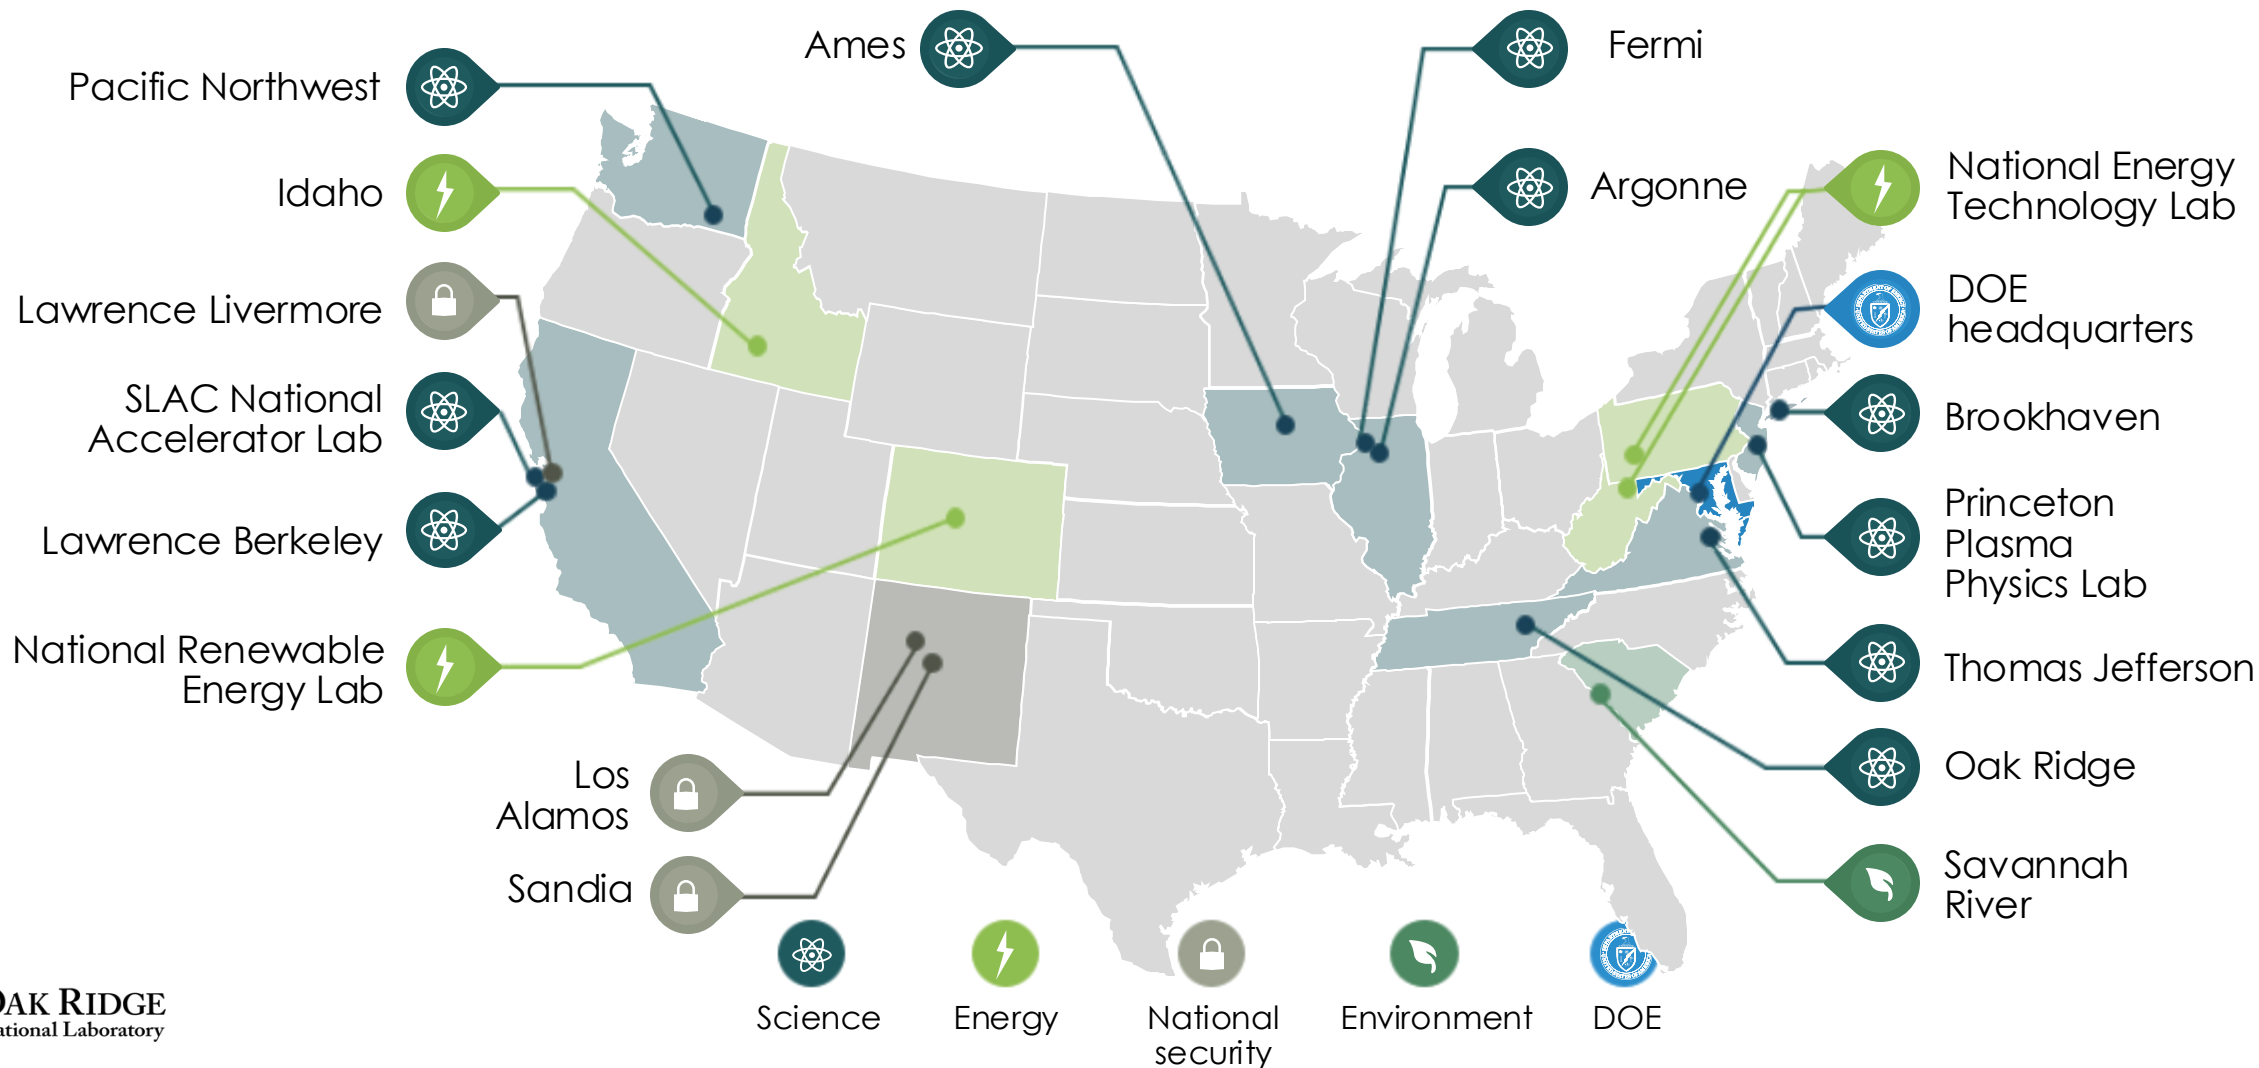 Pacific Northwest
Idaho
Lawrence Livermore
SLAC National
Accelerator Lab
Lawrence Berkeley
National Renewable
Energy Lab
Los
Alamos
Sandia
Ames
Fermi
Argonne
National Energy
Technology Lab
DOE
headquarters
Brookhaven
Princeton
Plasma
Physics Lab
Thomas Jefferson
Oak Ridge
Savannah
River
Science
Energy
National
security
Environment
DOE
OAK RIDGE
National Laboratory